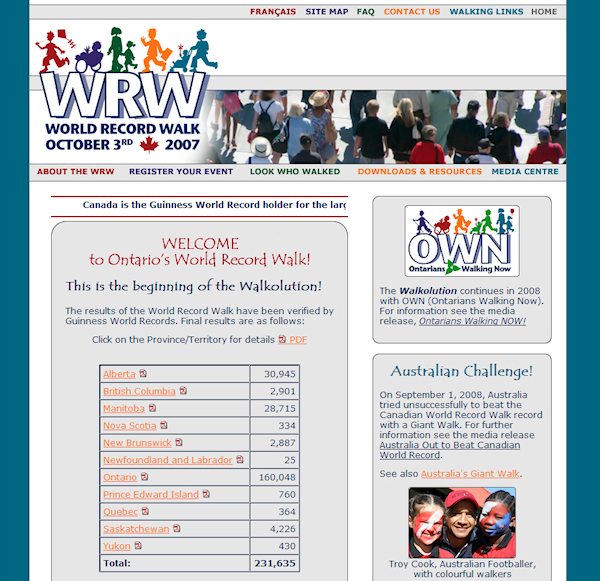 FRANÇAIS SITE MAP FAQ CONTACT US WALKING LINKS HOME
WRW
WORLD RECORD WALK
OCTOBER 3RD 2007
ABOUT THE WRW REGISTER YOUR EVENT LOOK WHO WALKED DOWNLOADS & RESOURCES MEDIA CENTRE
Canada is the Guinness World Record holder for the larg
WELCOME
to Ontario's World Record Walk!
This is the beginning of the Walkolution!
The results of the World Record Walk have been verified by
Guinness World Records. Final results are as follows:
Click on the Province/Territory for details PDF
Alberta 30,945
British Columbia 2,901
Manitoba 28,715
Nova Scotia 334
New Brunswick 2,887
Newfoundland and Labrador 25
Ontario 160,048
Prince Edward Island 760
Quebec 364
Saskatchewan 4,226
Yukon 430
Total: 231,635
OWN
Ontarians Walking Now
The Walkolution continues in 2008
with OWN (Ontarians Walking Now).
For information see the media
release, Ontarians Walking NOW!
Australian Challenge!
On September 1, 2008, Australia
tried unsuccessfully to beat the
Canadian World Record Walk record
with a Giant Walk. For further
information see the media release
Australia Out to Beat Canadian
World Record.
See also Australia's Giant Walk.
Troy Cook, Australian Footballer,
with colourful walkers